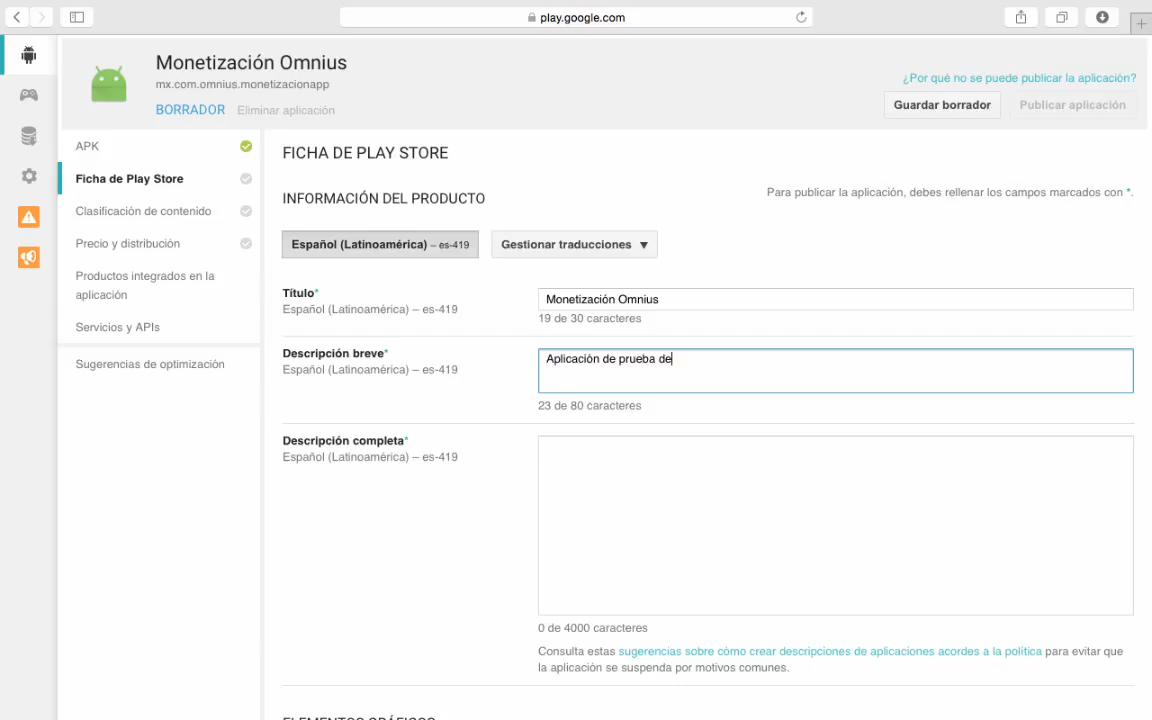 play.google.com
Monetización Omnius
mx.com.omnius.monetizacionapp
BORRADOR Eliminar aplicación
¿Por qué no se puede publicar la aplicación?
Guardar borrador Publicar aplicación
APK
Ficha de Play Store
Clasificación de contenido
Precio y distribución
Productos integrados en la
aplicación
Servicios y APIs
Sugerencias de optimización
FICHA DE PLAY STORE
INFORMACIÓN DEL PRODUCTO
Para publicar la aplicación, debes rellenar los campos marcados con *.
Español (Latinoamérica) – es-419 Gestionar traducciones
Título*
Español (Latinoamérica) – es-419
Monetización Omnius
19 de 30 caracteres
Descripción breve*
Español (Latinoamérica) – es-419
Aplicación de prueba de
23 de 80 caracteres
Descripción completa*
Español (Latinoamérica) – es-419
0 de 4000 caracteres
Consulta estas sugerencias sobre cómo crear descripciones de aplicaciones acordes a la política para evitar que
la aplicación se suspenda por motivos comunes.
ELEMENTOS GRÁFICOS